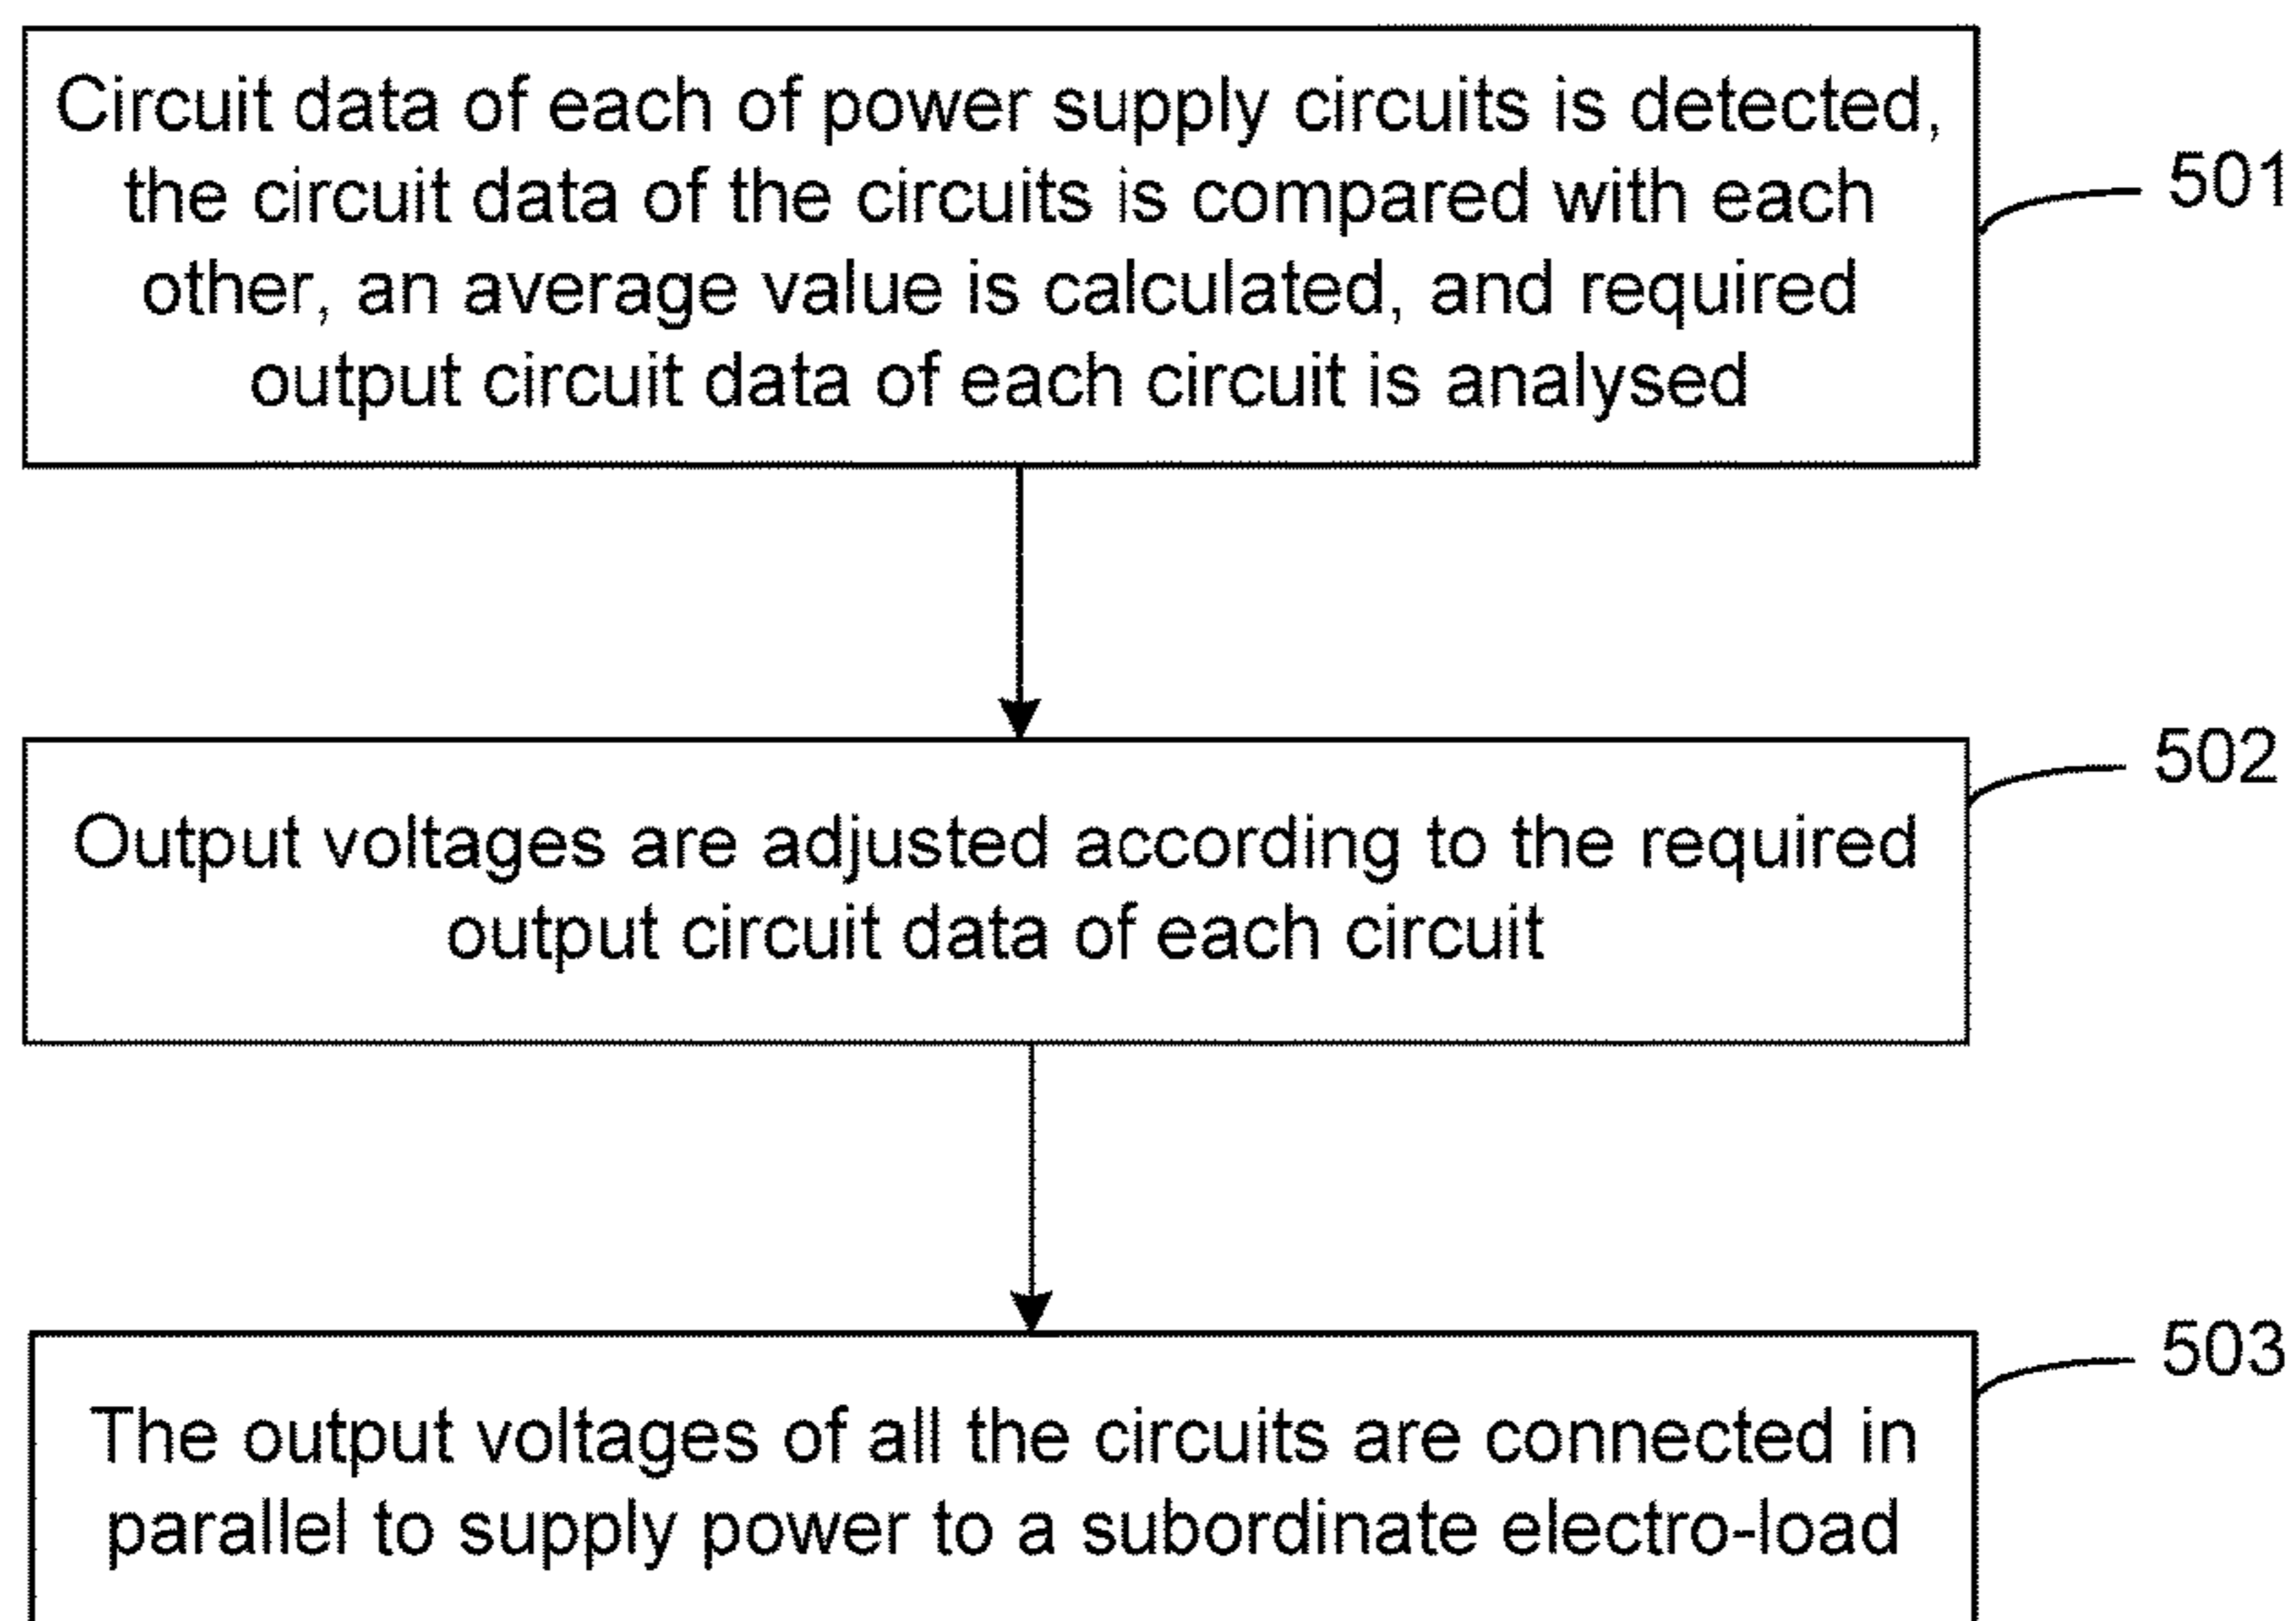 Circuit data of each of power supply circuits is detected,
the circuit data of the circuits is compared with each
other, an average value is calculated, and required
output circuit data of each circuit is analysed
501
Output voltages are adjusted according to the required
output circuit data of each circuit
502
The output voltages of all the circuits are connected in
parallel to supply power to a subordinate electro-load
503